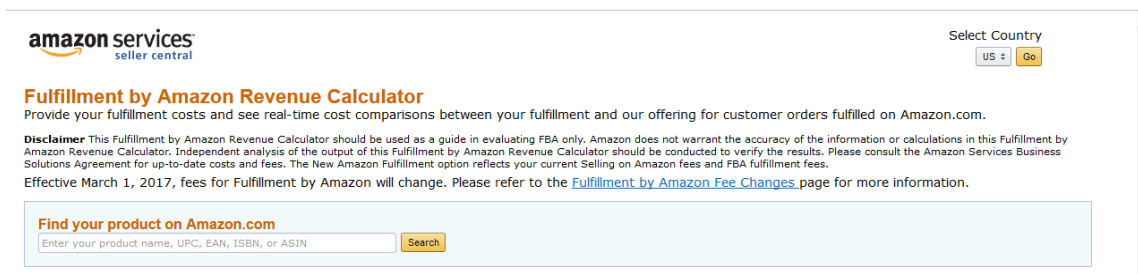 amazon services
seller central
Select Country
US
Go
Fulfillment by Amazon Revenue Calculator
Provide your fulfillment costs and see real-time cost comparisons between your fulfillment and our offering for customer orders fulfilled on Amazon.com.
Disclaimer This Fulfillment by Amazon Revenue Calculator should be used as a guide in evaluating FBA only. Amazon does not warrant the accuracy of the information or calculations in this Fulfillment by
Amazon Revenue Calculator. Independent analysis of the output of this Fulfillment by Amazon Revenue Calculator should be conducted to verify the results. Please consult the Amazon Services Business
Solutions Agreement for up-to-date costs and fees. The New Amazon Fulfillment option reflects your current Selling on Amazon fees and FBA fulfillment fees.
Effective March 1, 2017, fees for Fulfillment by Amazon will change. Please refer to the Fulfillment by Amazon Fee Changes page for more information.
Find your product on Amazon.com
Enter your product name, UPC, EAN, ISBN, or ASIN
Search